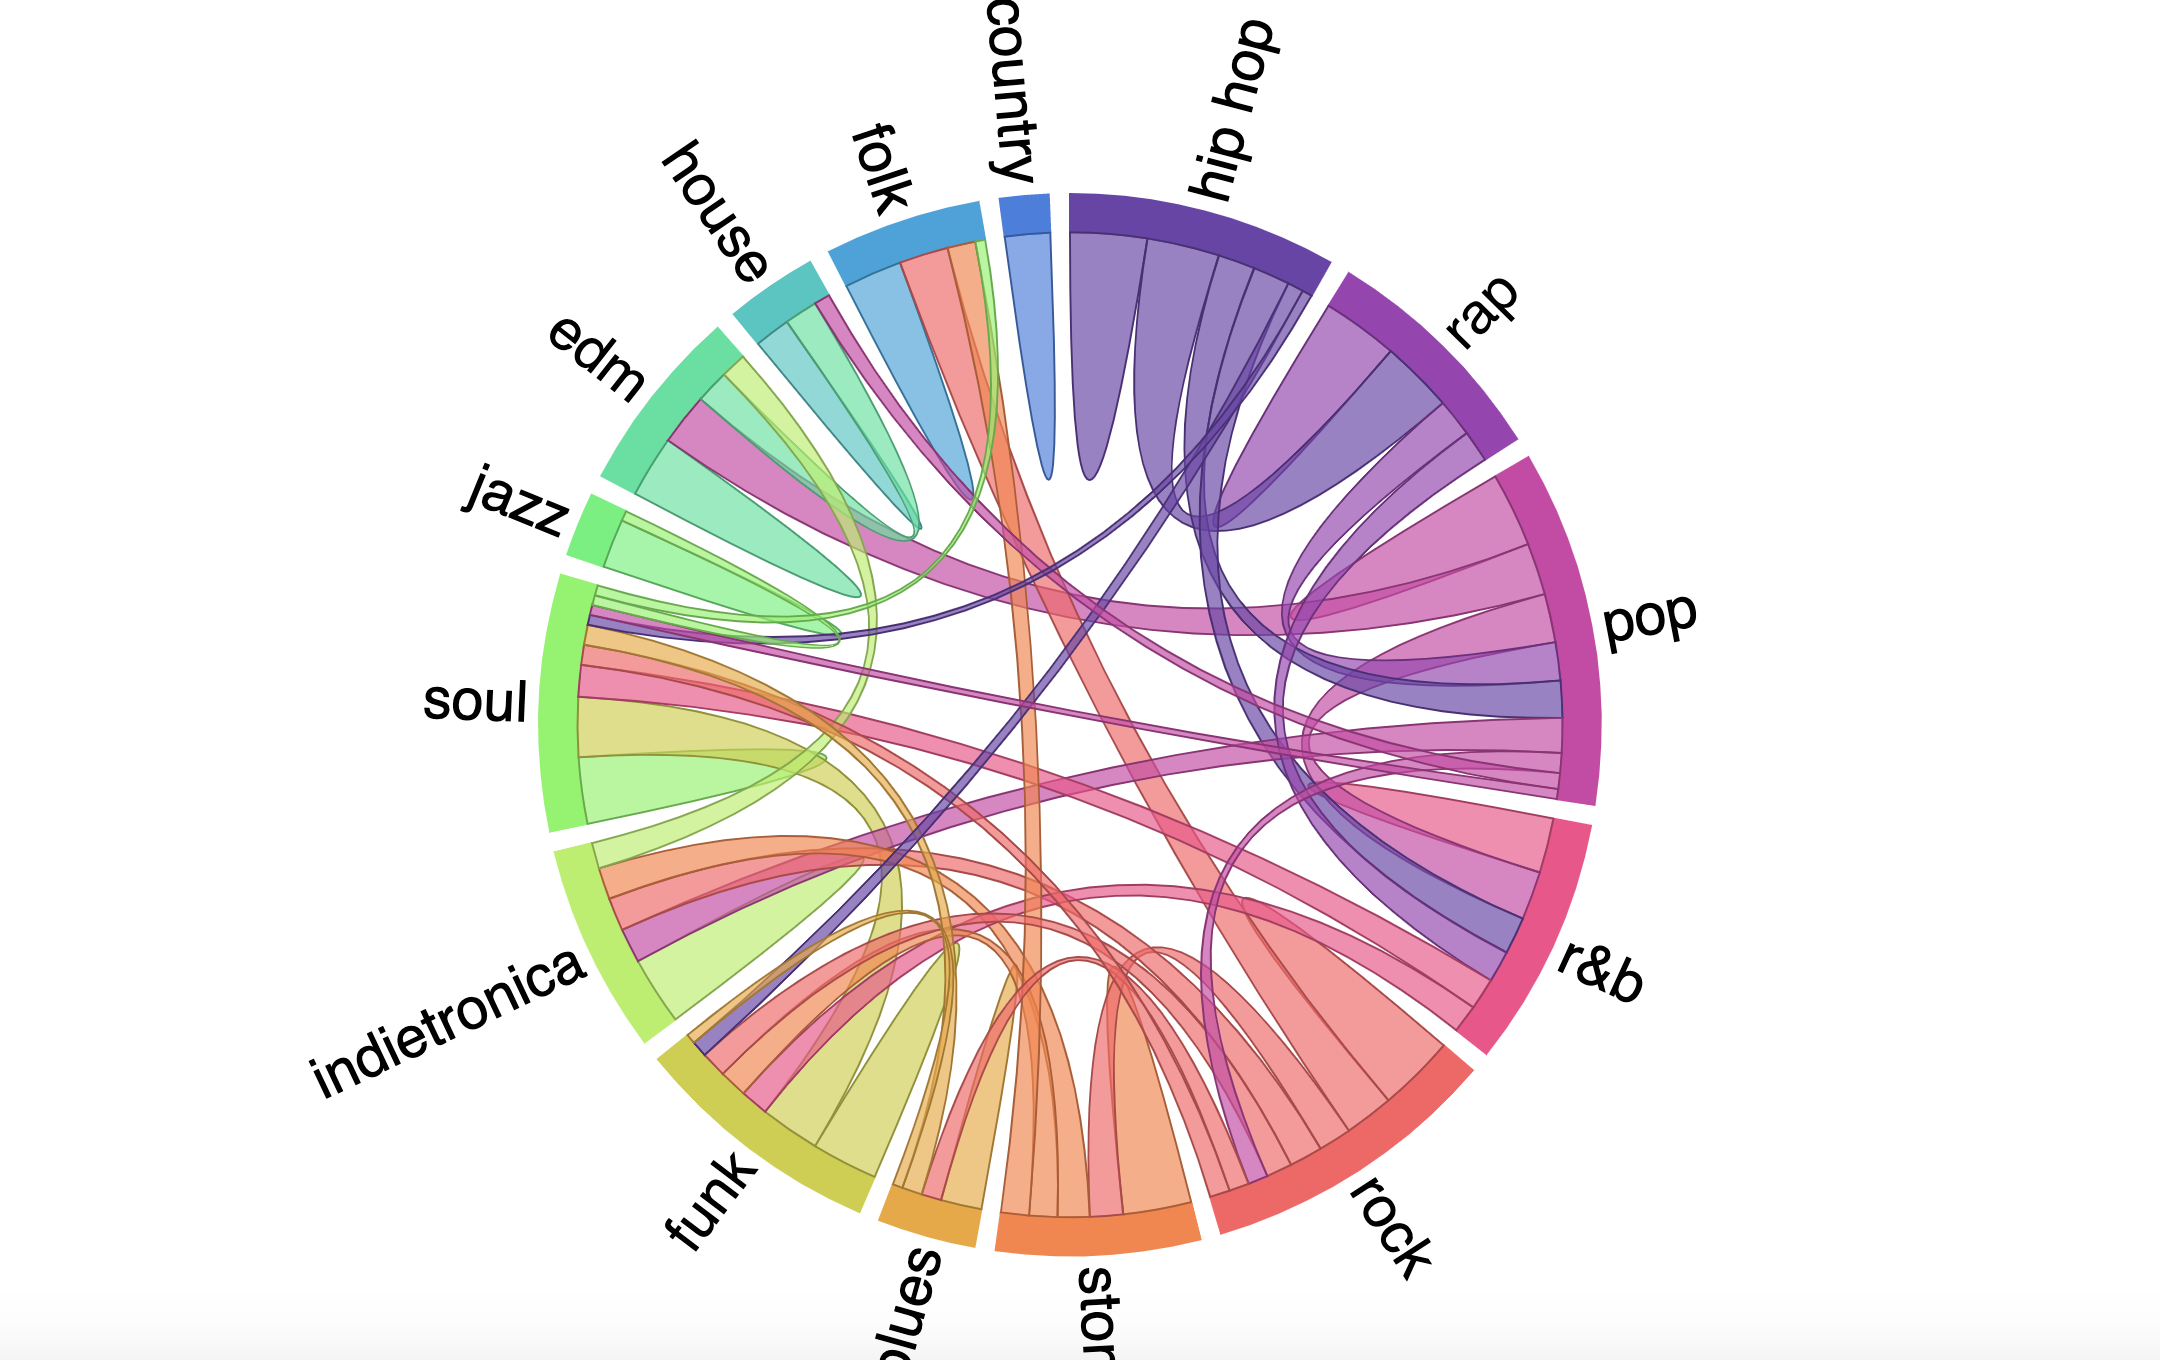 country
hip hop
rap
pop
r&b
rock
stor
blues
funk
indietronica
soul
jazz
edm
house
folk